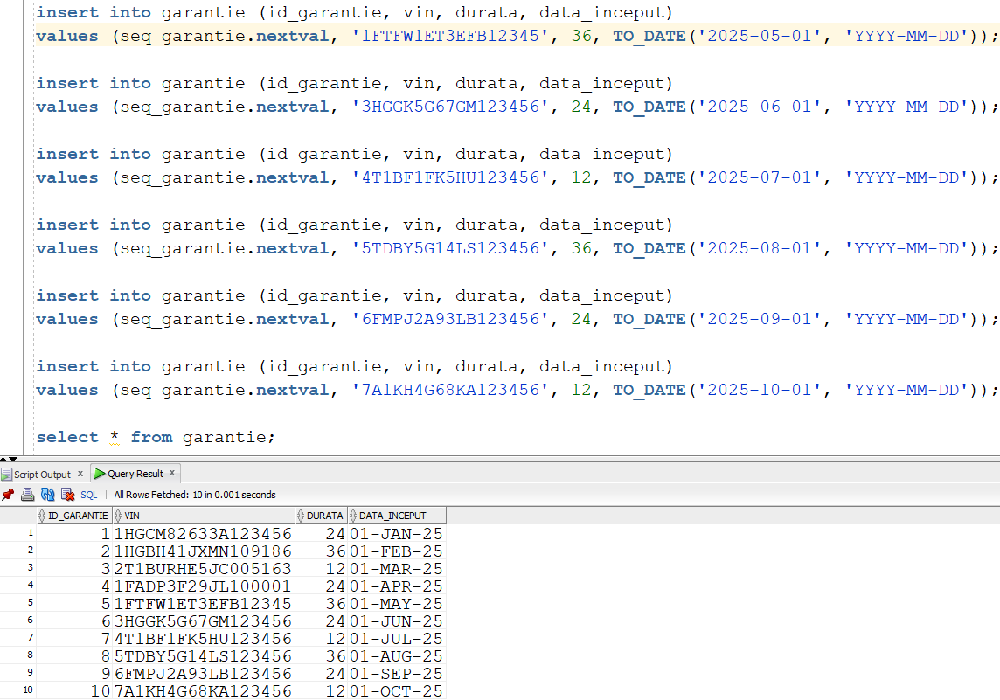 insert into garantie (id_garantie, vin, durata, data_inceput)
values (seq_garantie.nextval, '1FTFW1ET3EFB12345', 36, TO_DATE('2025-05-01', 'YYYY-MM-DD'));
insert into garantie (id_garantie, vin, durata, data_inceput)
values (seq_garantie.nextval, '3HGGK5G67GM123456', 24, TO_DATE('2025-06-01', 'YYYY-MM-DD'));
insert into garantie (id_garantie, vin, durata, data_inceput)
values (seq_garantie.nextval, '4T1BF1FK5HU123456', 12, TO_DATE('2025-07-01', 'YYYY-MM-DD'));
insert into garantie (id_garantie, vin, durata, data_inceput)
values (seq_garantie.nextval, '5TDBY5G14LS123456', 36, TO_DATE('2025-08-01', 'YYYY-MM-DD'));
insert into garantie (id_garantie, vin, durata, data_inceput)
values (seq_garantie.nextval, '6FMPJ2A93LB123456', 24, TO_DATE('2025-09-01', 'YYYY-MM-DD'));
insert into garantie (id_garantie, vin, durata, data_inceput)
values (seq_garantie.nextval, '7A1KH4G68KA123456', 12, TO_DATE('2025-10-01', 'YYYY-MM-DD'));
select * from garantie;
Script Output x Query Result x
SQL | All Rows Fetched: 10 in 0.001 seconds
ID_GARANTIE VIN DURATA DATA_INCEPUT
1 1 1HGCM82633A123456 24 01-JAN-25
2 2 1HGBH41JXMN109186 36 01-FEB-25
3 3 2T1BURHE5JC005163 12 01-MAR-25
4 4 1FADP3F29JL100001 24 01-APR-25
5 5 1FTFW1ET3EFB12345 36 01-MAY-25
6 6 3HGGK5G67GM123456 24 01-JUN-25
7 7 4T1BF1FK5HU123456 12 01-JUL-25
8 8 5TDBY5G14LS123456 36 01-AUG-25
9 9 6FMPJ2A93LB123456 24 01-SEP-25
10 10 7A1KH4G68KA123456 12 01-OCT-25